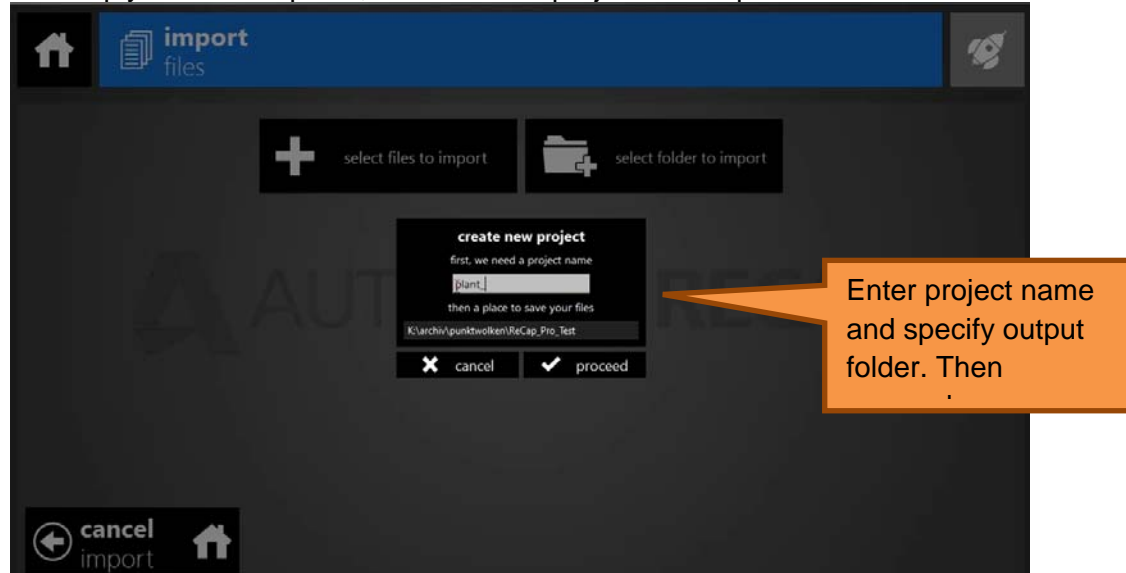 import
files
select files to import
select folder to import
create new project
first, we need a project name
plant_
then a place to save your files
K:\archiv\punktwolken\ReCap_Pro_Test
cancel
proceed
Enter project name
and specify output
folder. Then
cancel
import